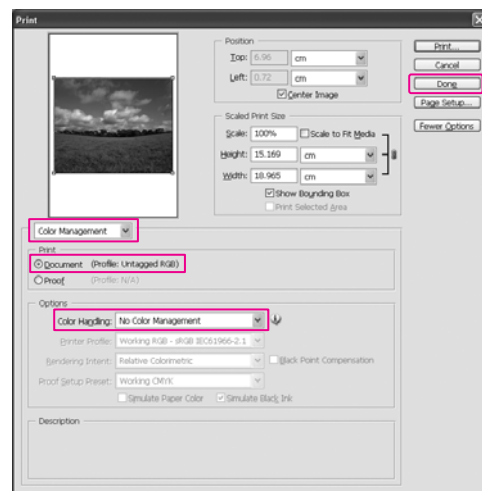 Print
Position
Top: 6.96 cm
Left: 0.72 cm
Center Image
Scaled Print Size
Scale: 100% Scale to Fit Media
Height: 15.169 cm
Width: 18.965 cm
Show Bounding Box
Print Selected Area
Print...
Cancel
Done
Page Setup...
Fewer Options
Color Management
Print
Document (Profile: Untagged RGB)
Proof (Profile: N/A)
Options
Color Handling: No Color Management
Printer Profile: Working RGB - sRGB IEC61966-2.1
Rendering Intent: Relative Colorimetric Black Point Compensation
Proof Setup Preset: Working CMYK
Simulate Paper Color Simulate Black Ink
Description